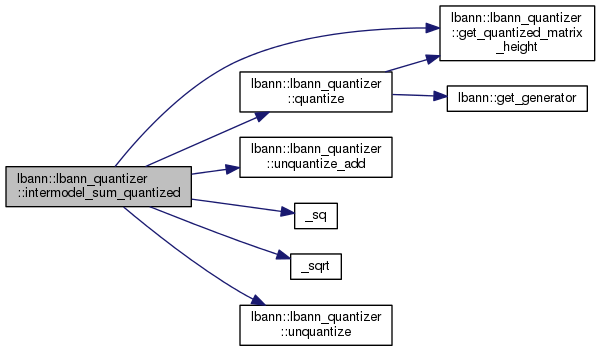 lbann::lbann_quantizer
::intermodel_sum_quantized
lbann::lbann_quantizer
::get_quantized_matrix
_height
lbann::lbann_quantizer
::quantize
lbann::get_generator
lbann::lbann_quantizer
::unquantize_add
_sq
_sqrt
lbann::lbann_quantizer
::unquantize